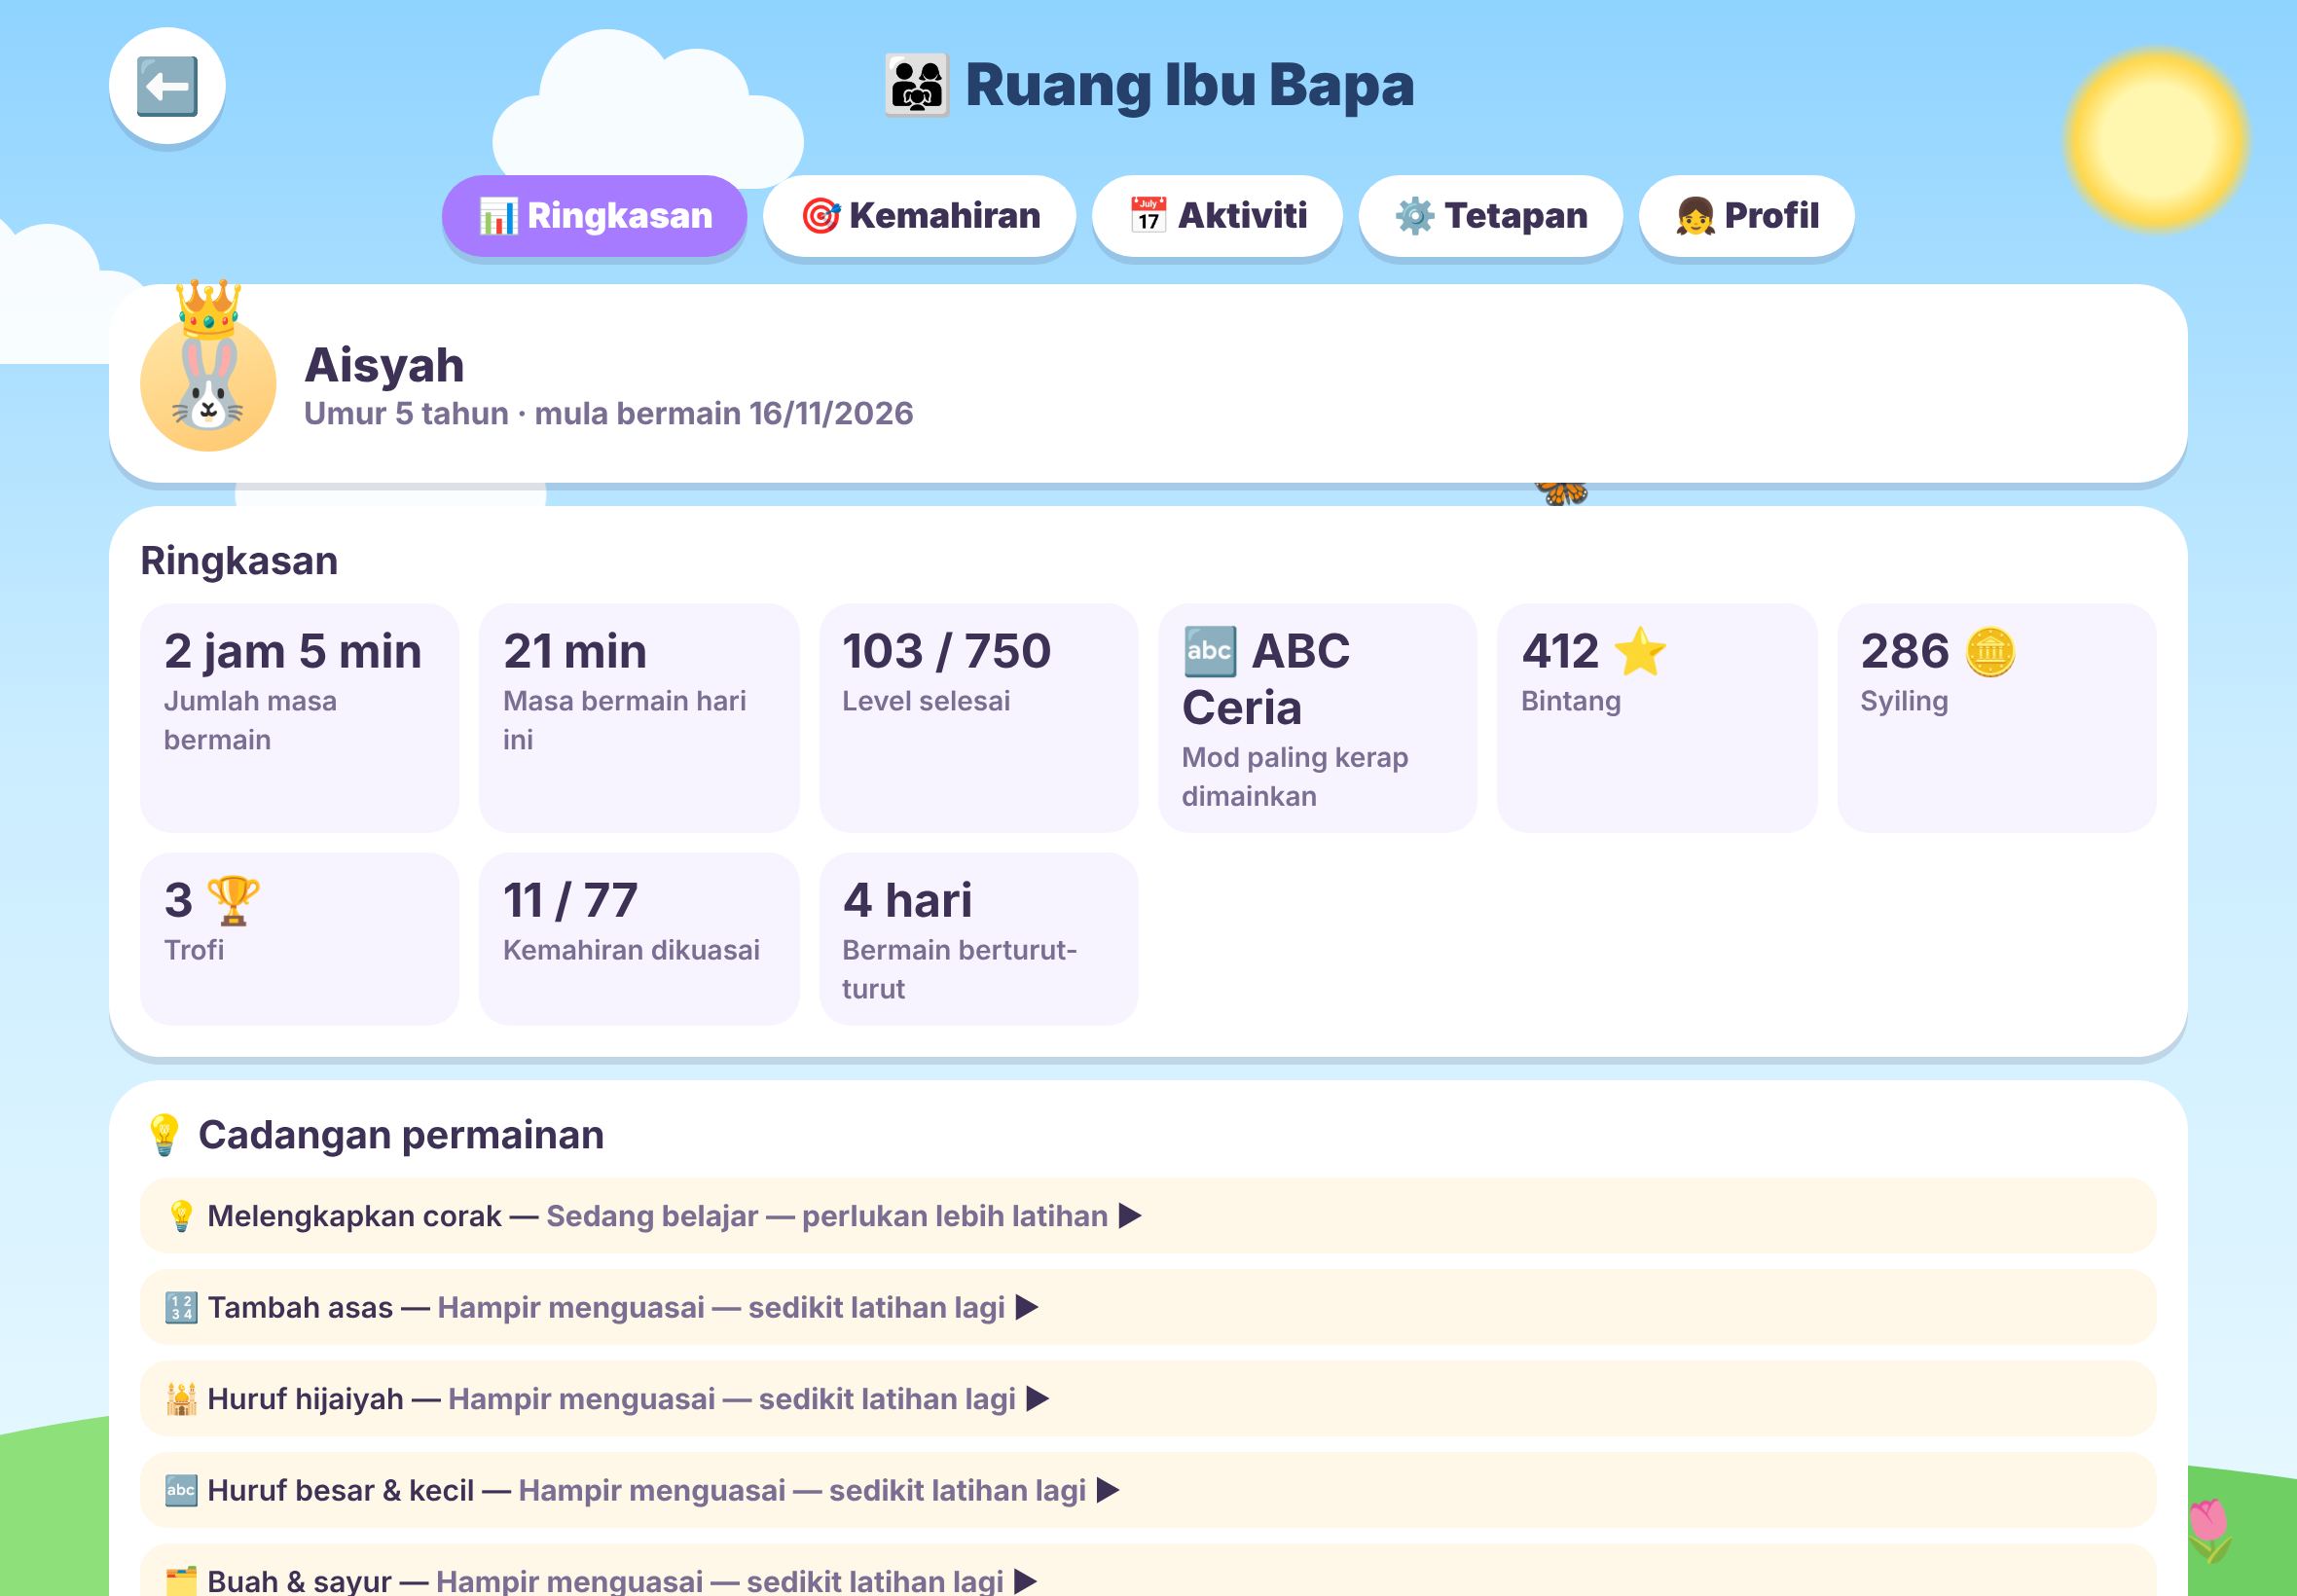 Ruang Ibu Bapa
Ringkasan
Kemahiran
Aktiviti
Tetapan
Profil
Aisyah
Umur 5 tahun · mula bermain 16/11/2026
Ringkasan
2 jam 5 min
Jumlah masa
bermain
21 min
Masa bermain hari
ini
103 / 750
Level selesai
ABC
Ceria
Mod paling kerap
dimainkan
412
Bintang
286
Syiling
3
Trofi
11 / 77
Kemahiran dikuasai
4 hari
Bermain berturut-
turut
Cadangan permainan
Melengkapkan corak — Sedang belajar — perlukan lebih latihan ▶
Tambah asas — Hampir menguasai — sedikit latihan lagi ▶
Huruf hijaiyah — Hampir menguasai — sedikit latihan lagi ▶
Huruf besar & kecil — Hampir menguasai — sedikit latihan lagi ▶
Buah & sayur — Hampir menguasai — sedikit latihan lagi ▶